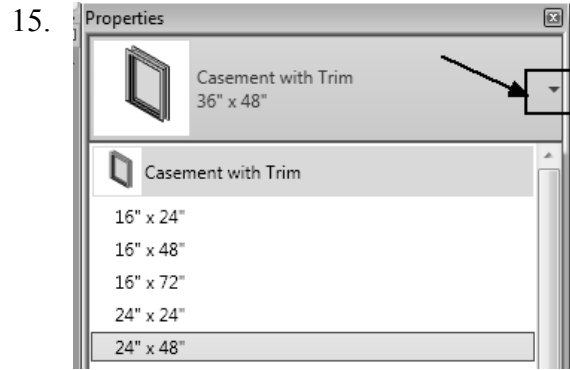 15.
Properties
Casement with Trim
36" x 48"
Casement with Trim
16" x 24"
16" x 48"
16" x 72"
24" x 24"
24" x 48"